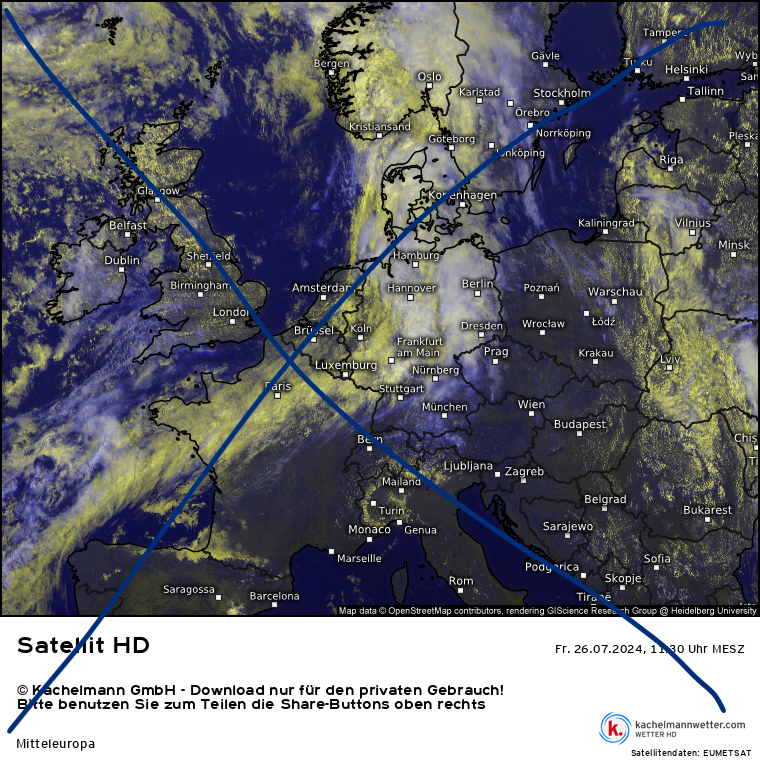 Bergen
Oslo
Gävle
Tampere
Turku
Helsinki
Tallinn
Karlstad
Stockholm
Örebro
Norrköping
Kristiansand
Göteborg
Jönköping
Riga
Glasgow
Kopenhagen
Belfast
Kaliningrad
Vilnius
Minsk
Dublin
Sheffield
Hamburg
Birmingham
Amsterdam
Hannover
Berlin
Poznań
Warschau
London
Brüssel
Köln
Dresden
Wrocław
Łódź
Luxemburg
Frankfurt
am Main
Prag
Krakau
Lviv
Nürnberg
Paris
Stuttgart
München
Wien
Budapest
Bern
Ljubljana
Zagreb
Mailand
Belgrad
Turin
Bukarest
Monaco
Genua
Sarajewo
Marseille
Podgorica
Sofia
Skopje
Saragossa
Barcelona
Rom
Tirana
Map data © OpenStreetMap contributors, rendering GIScience Research Group @ Heidelberg University
Satellit HD
Fr. 26.07.2024, 11:30 Uhr MESZ
© Kachelmann GmbH - Download nur für den privaten Gebrauch!
Bitte benutzen Sie zum Teilen die Share-Buttons oben rechts
k.
kachelmannwetter.com
WETTER HD
Mitteleuropa
Satellitendaten: EUMETSAT